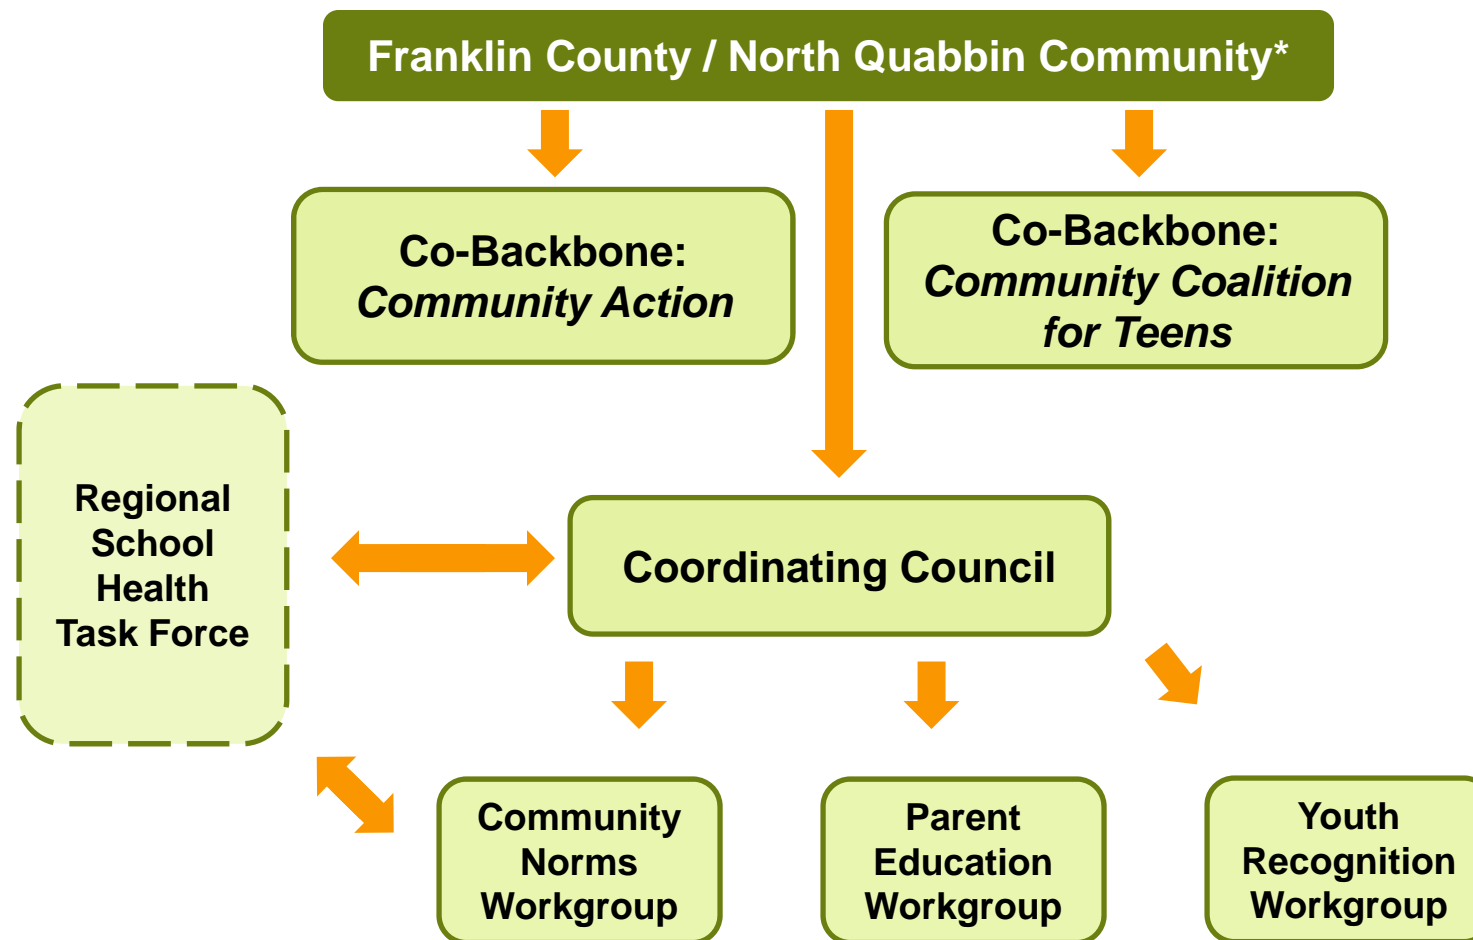 Franklin County / North Quabbin Community*
Co-Backbone:
Community Action
Co-Backbone:
Community Coalition
for Teens
Regional
School
Health
Task Force
Coordinating Council
Community
Norms
Workgroup
Parent
Education
Workgroup
Youth
Recognition
Workgroup